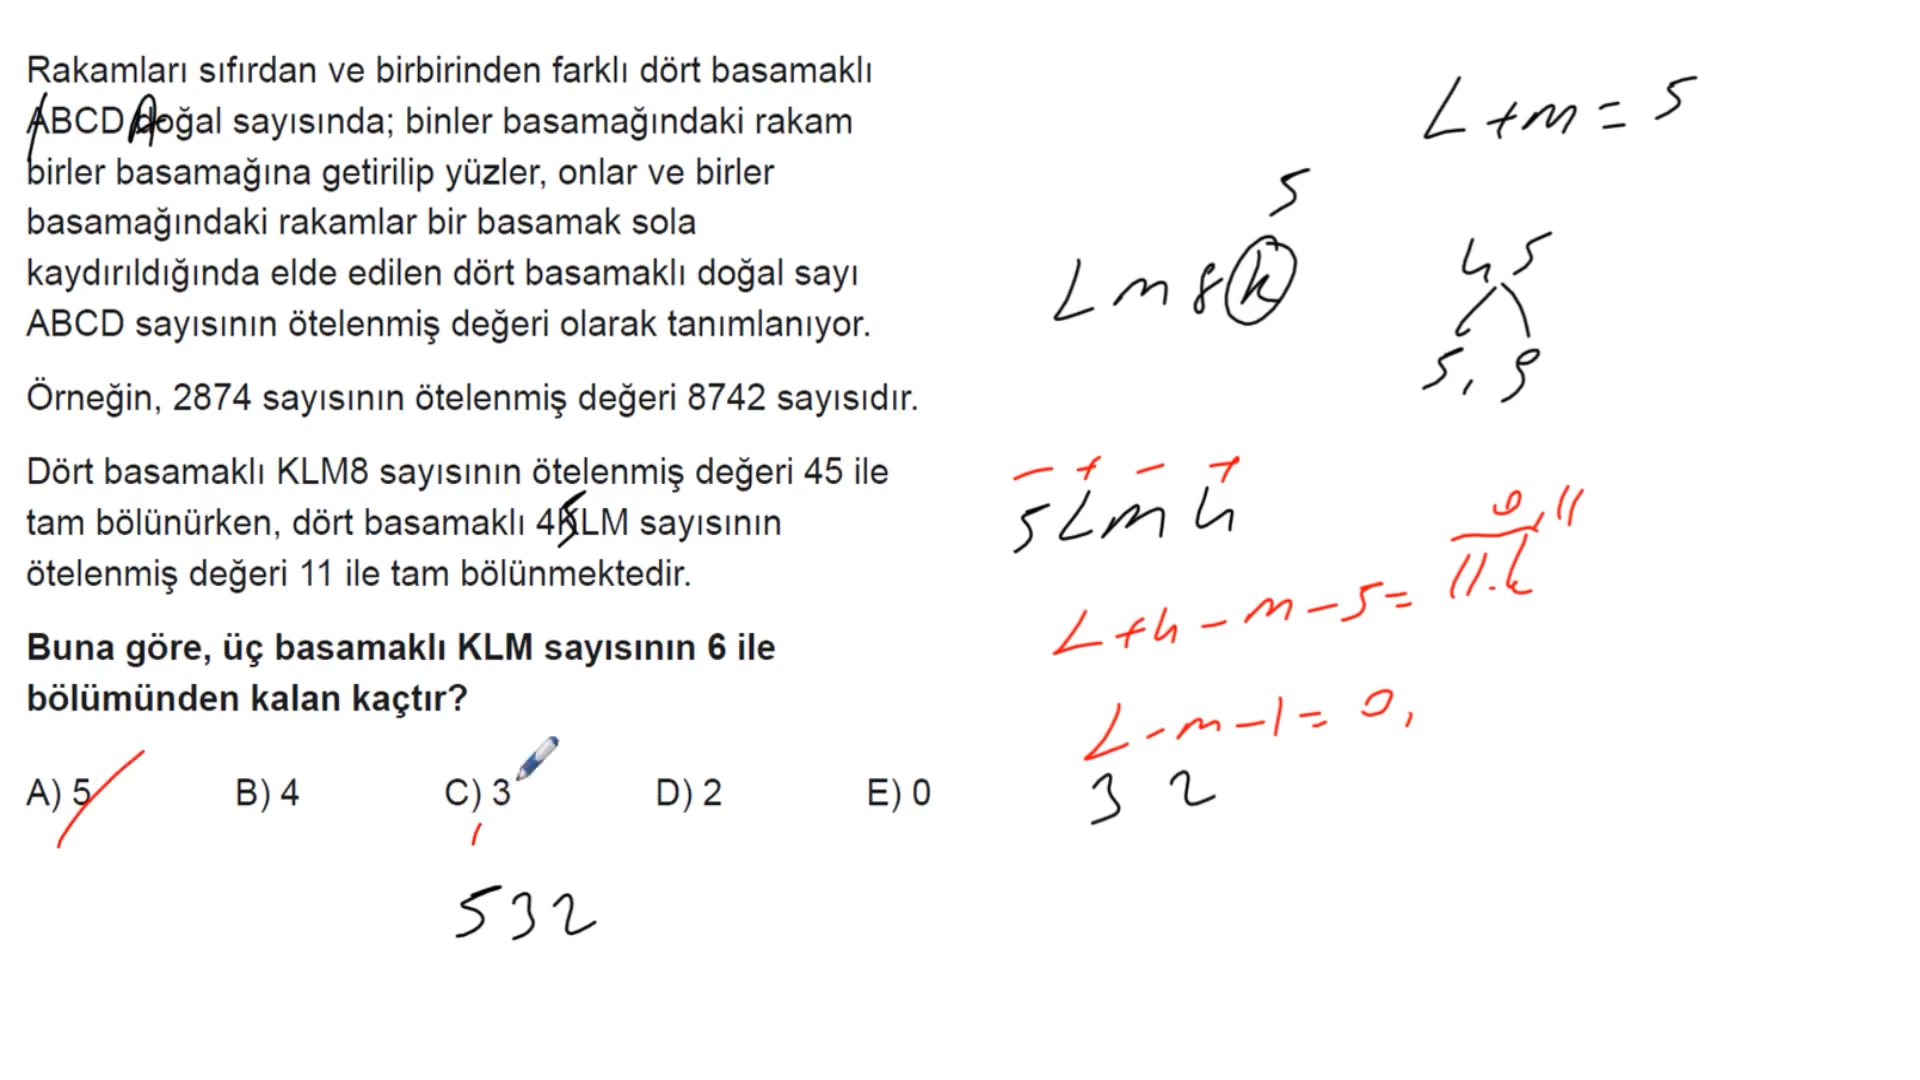 Rakamları sıfırdan ve birbirinden farklı dört basamaklı
ABCD A doğal sayısında; binler basamağındaki rakam
birler basamağına getirilip yüzler, onlar ve birler
basamağındaki rakamlar bir basamak sola
kaydırıldığında elde edilen dört basamaklı doğal sayı
ABCD sayısının ötelenmiş değeri olarak tanımlanıyor.
Örneğin, 2874 sayısının ötelenmiş değeri 8742 sayısıdır.
Dört basamaklı KLM8 sayısının ötelenmiş değeri 45 ile
tam bölünürken, dört basamaklı 4KLM sayısının
5
ötelenmiş değeri 11 ile tam bölünmektedir.
Buna göre, üç basamaklı KLM sayısının 6 ile
bölümünden kalan kaçtır?
A) 5 B) 4 C) 3 D) 2 E) 0
532
L+m=5
5
Lm8k
45
5, 9
- + - +
5Lm4
L+4-m-5=11.k
0,11
L-m-1=0,
3 2